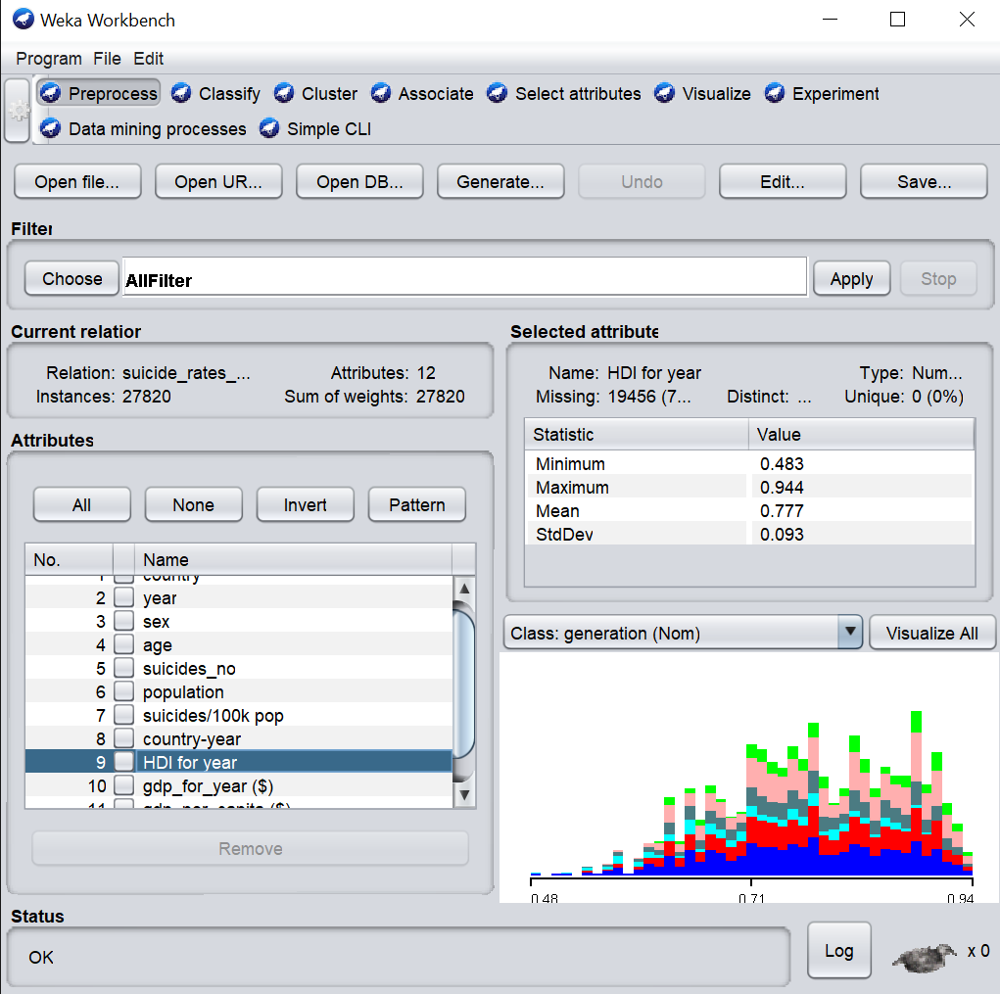 Weka Workbench
Program File Edit
Preprocess Classify Cluster Associate Select attributes Visualize Experiment
Data mining processes Simple CLI
Open file... Open UR... Open DB... Generate... Undo Edit... Save...
Filter
Choose AllFilter Apply Stop
Current relation
Relation: suicide_rates_... Attributes: 12
Instances: 27820 Sum of weights: 27820
Attributes
All None Invert Pattern
No. Name
1 country
2 year
3 sex
4 age
5 suicides_no
6 population
7 suicides/100k pop
8 country-year
9 HDI for year
10 gdp_for_year ($)
11 gdp_per_capita ($)
Remove
Selected attribute
Name: HDI for year Type: Num...
Missing: 19456 (7... Distinct: ... Unique: 0 (0%)
Statistic Value
Minimum 0.483
Maximum 0.944
Mean 0.777
StdDev 0.093
Class: generation (Nom) Visualize All
0.48 0.71 0.94
Status
OK
Log x 0